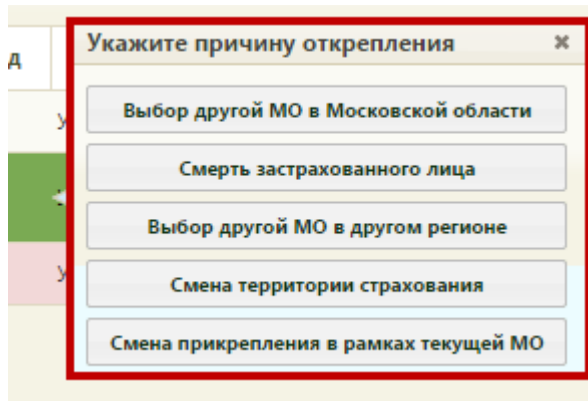 Укажите причину открепления
д
Выбор другой МО в Московской области
У
Смерть застрахованного лица
Выбор другой МО в другом регионе
У
Смена территории страхования
Смена прикрепления в рамках текущей МО